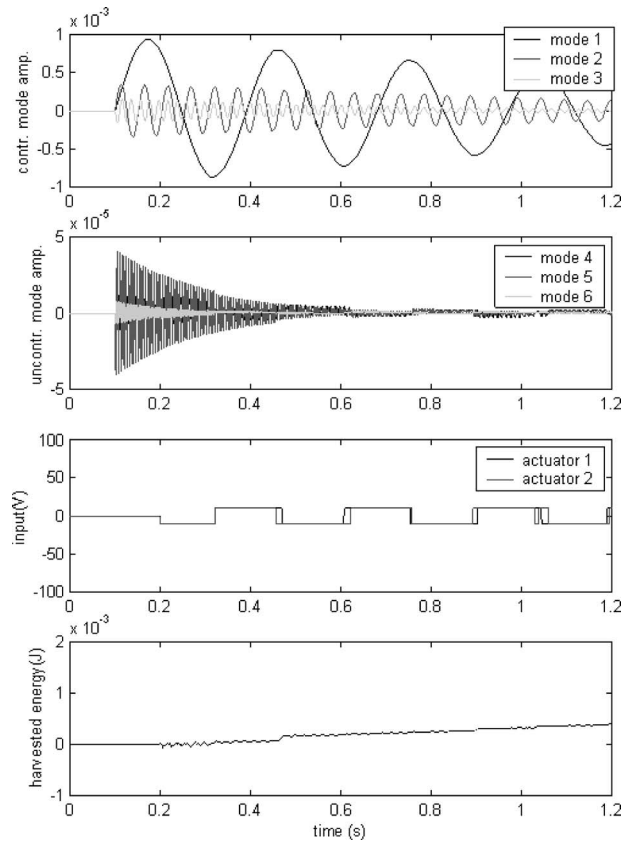 x 10⁻³
1
0.5
0
-0.5
-1
contr. mode amp.
mode 1
mode 2
mode 3
0 0.2 0.4 0.6 0.8 1 1.2
x 10⁻⁵
5
0
-5
uncontr. mode amp.
mode 4
mode 5
mode 6
0 0.2 0.4 0.6 0.8 1 1.2
100
50
0
-50
-100
input(V)
actuator 1
actuator 2
0 0.2 0.4 0.6 0.8 1 1.2
x 10⁻³
2
1
0
-1
harvested energy(J)
0 0.2 0.4 0.6 0.8 1 1.2
time (s)